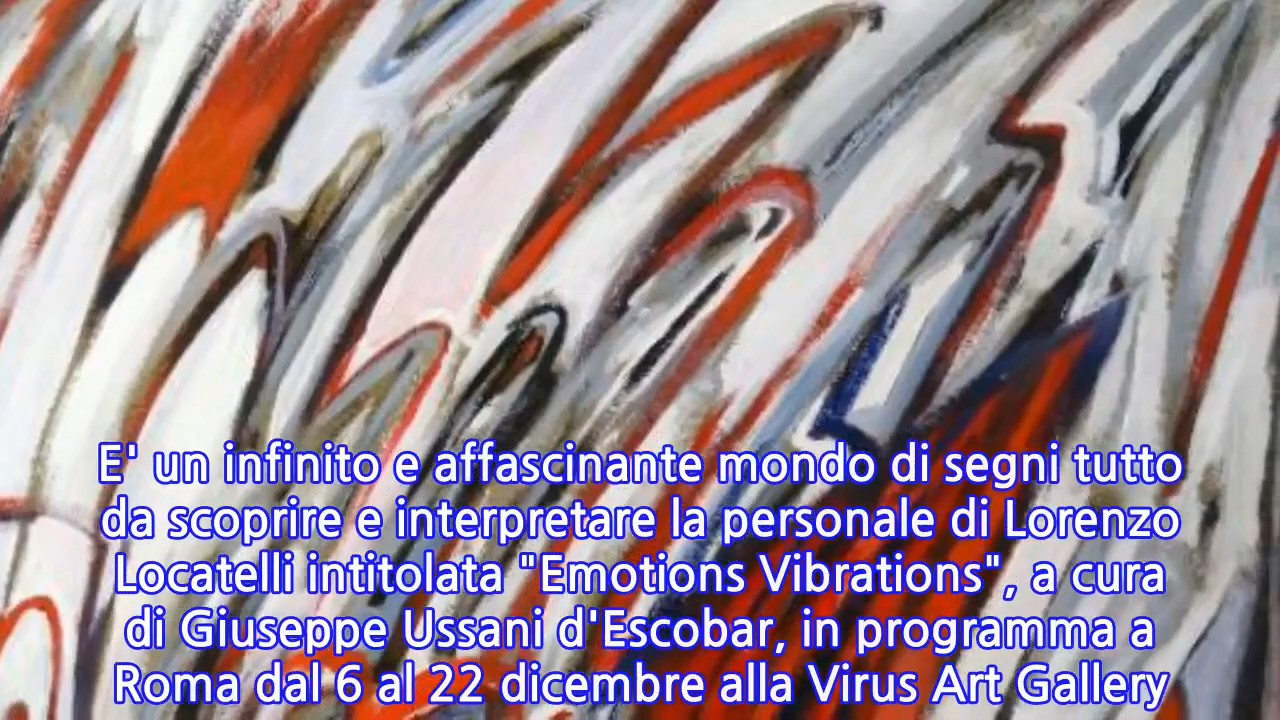 E' un infinito e affascinante mondo di segni tutto
da scoprire e interpretare la personale di Lorenzo
Locatelli intitolata "Emotions Vibrations", a cura
di Giuseppe Ussani d'Escobar, in programma a
Roma dal 6 al 22 dicembre alla Virus Art Gallery